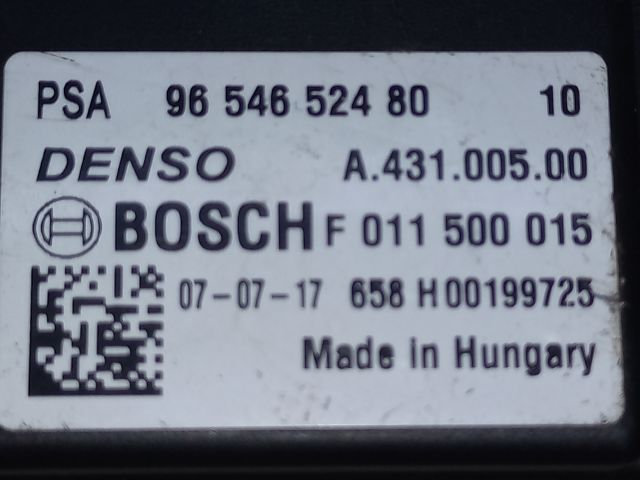 PSA 96 546 524 80 10
DENSO A.431.005.00
BOSCH F 011 500 015
07-07-17 658 H00199725
Made in Hungary